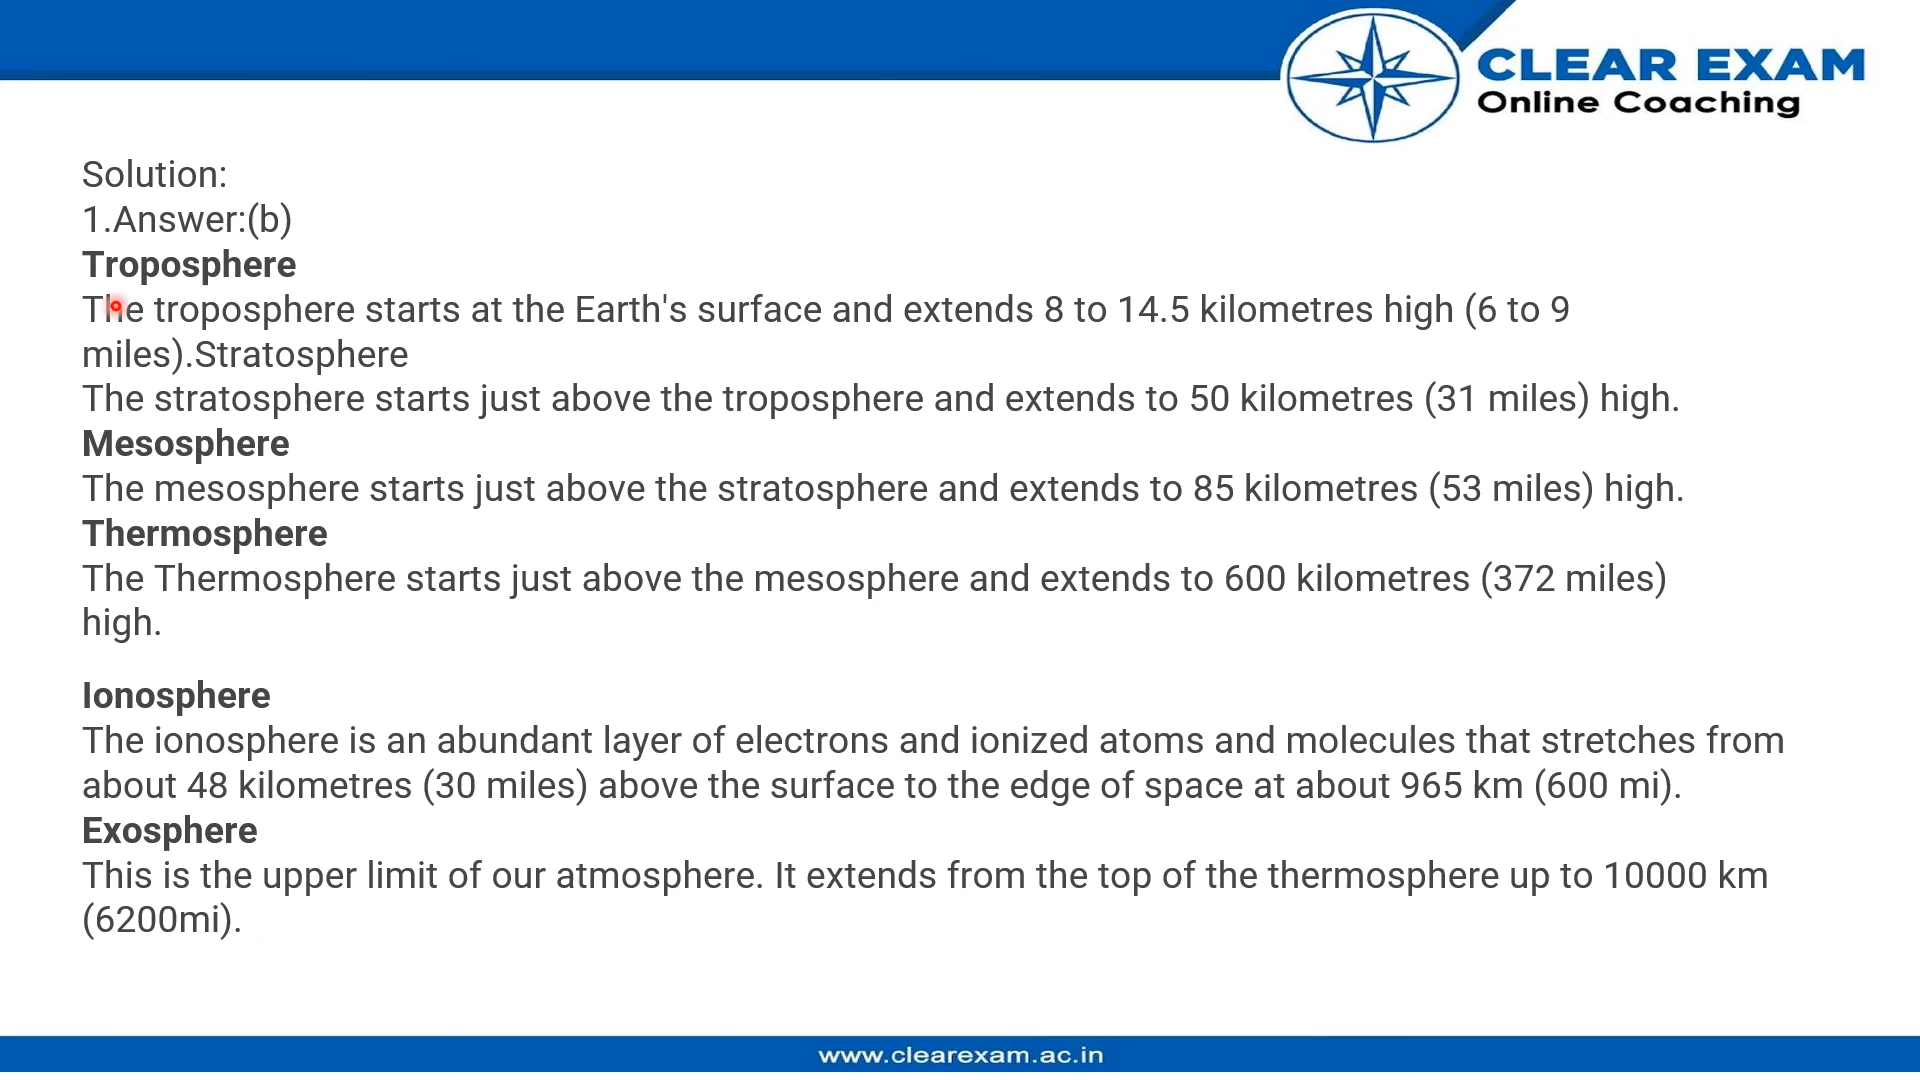 CLEAR EXAM
Online Coaching
Solution:
1.Answer:(b)
Troposphere
The troposphere starts at the Earth's surface and extends 8 to 14.5 kilometres high (6 to 9
miles).Stratosphere
The stratosphere starts just above the troposphere and extends to 50 kilometres (31 miles) high.
Mesosphere
The mesosphere starts just above the stratosphere and extends to 85 kilometres (53 miles) high.
Thermosphere
The Thermosphere starts just above the mesosphere and extends to 600 kilometres (372 miles)
high.
Ionosphere
The ionosphere is an abundant layer of electrons and ionized atoms and molecules that stretches from
about 48 kilometres (30 miles) above the surface to the edge of space at about 965 km (600 mi).
Exosphere
This is the upper limit of our atmosphere. It extends from the top of the thermosphere up to 10000 km
(6200mi).
www.clearexam.ac.in